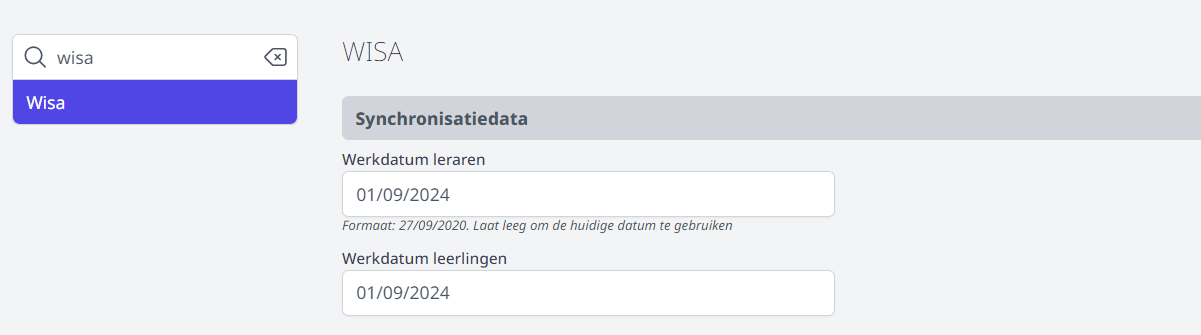 wisa
Wisa
WISA
Synchronisatiedata
Werkdatum leraren
01/09/2024
Formaat: 27/09/2020. Laat leeg om de huidige datum te gebruiken
Werkdatum leerlingen
01/09/2024